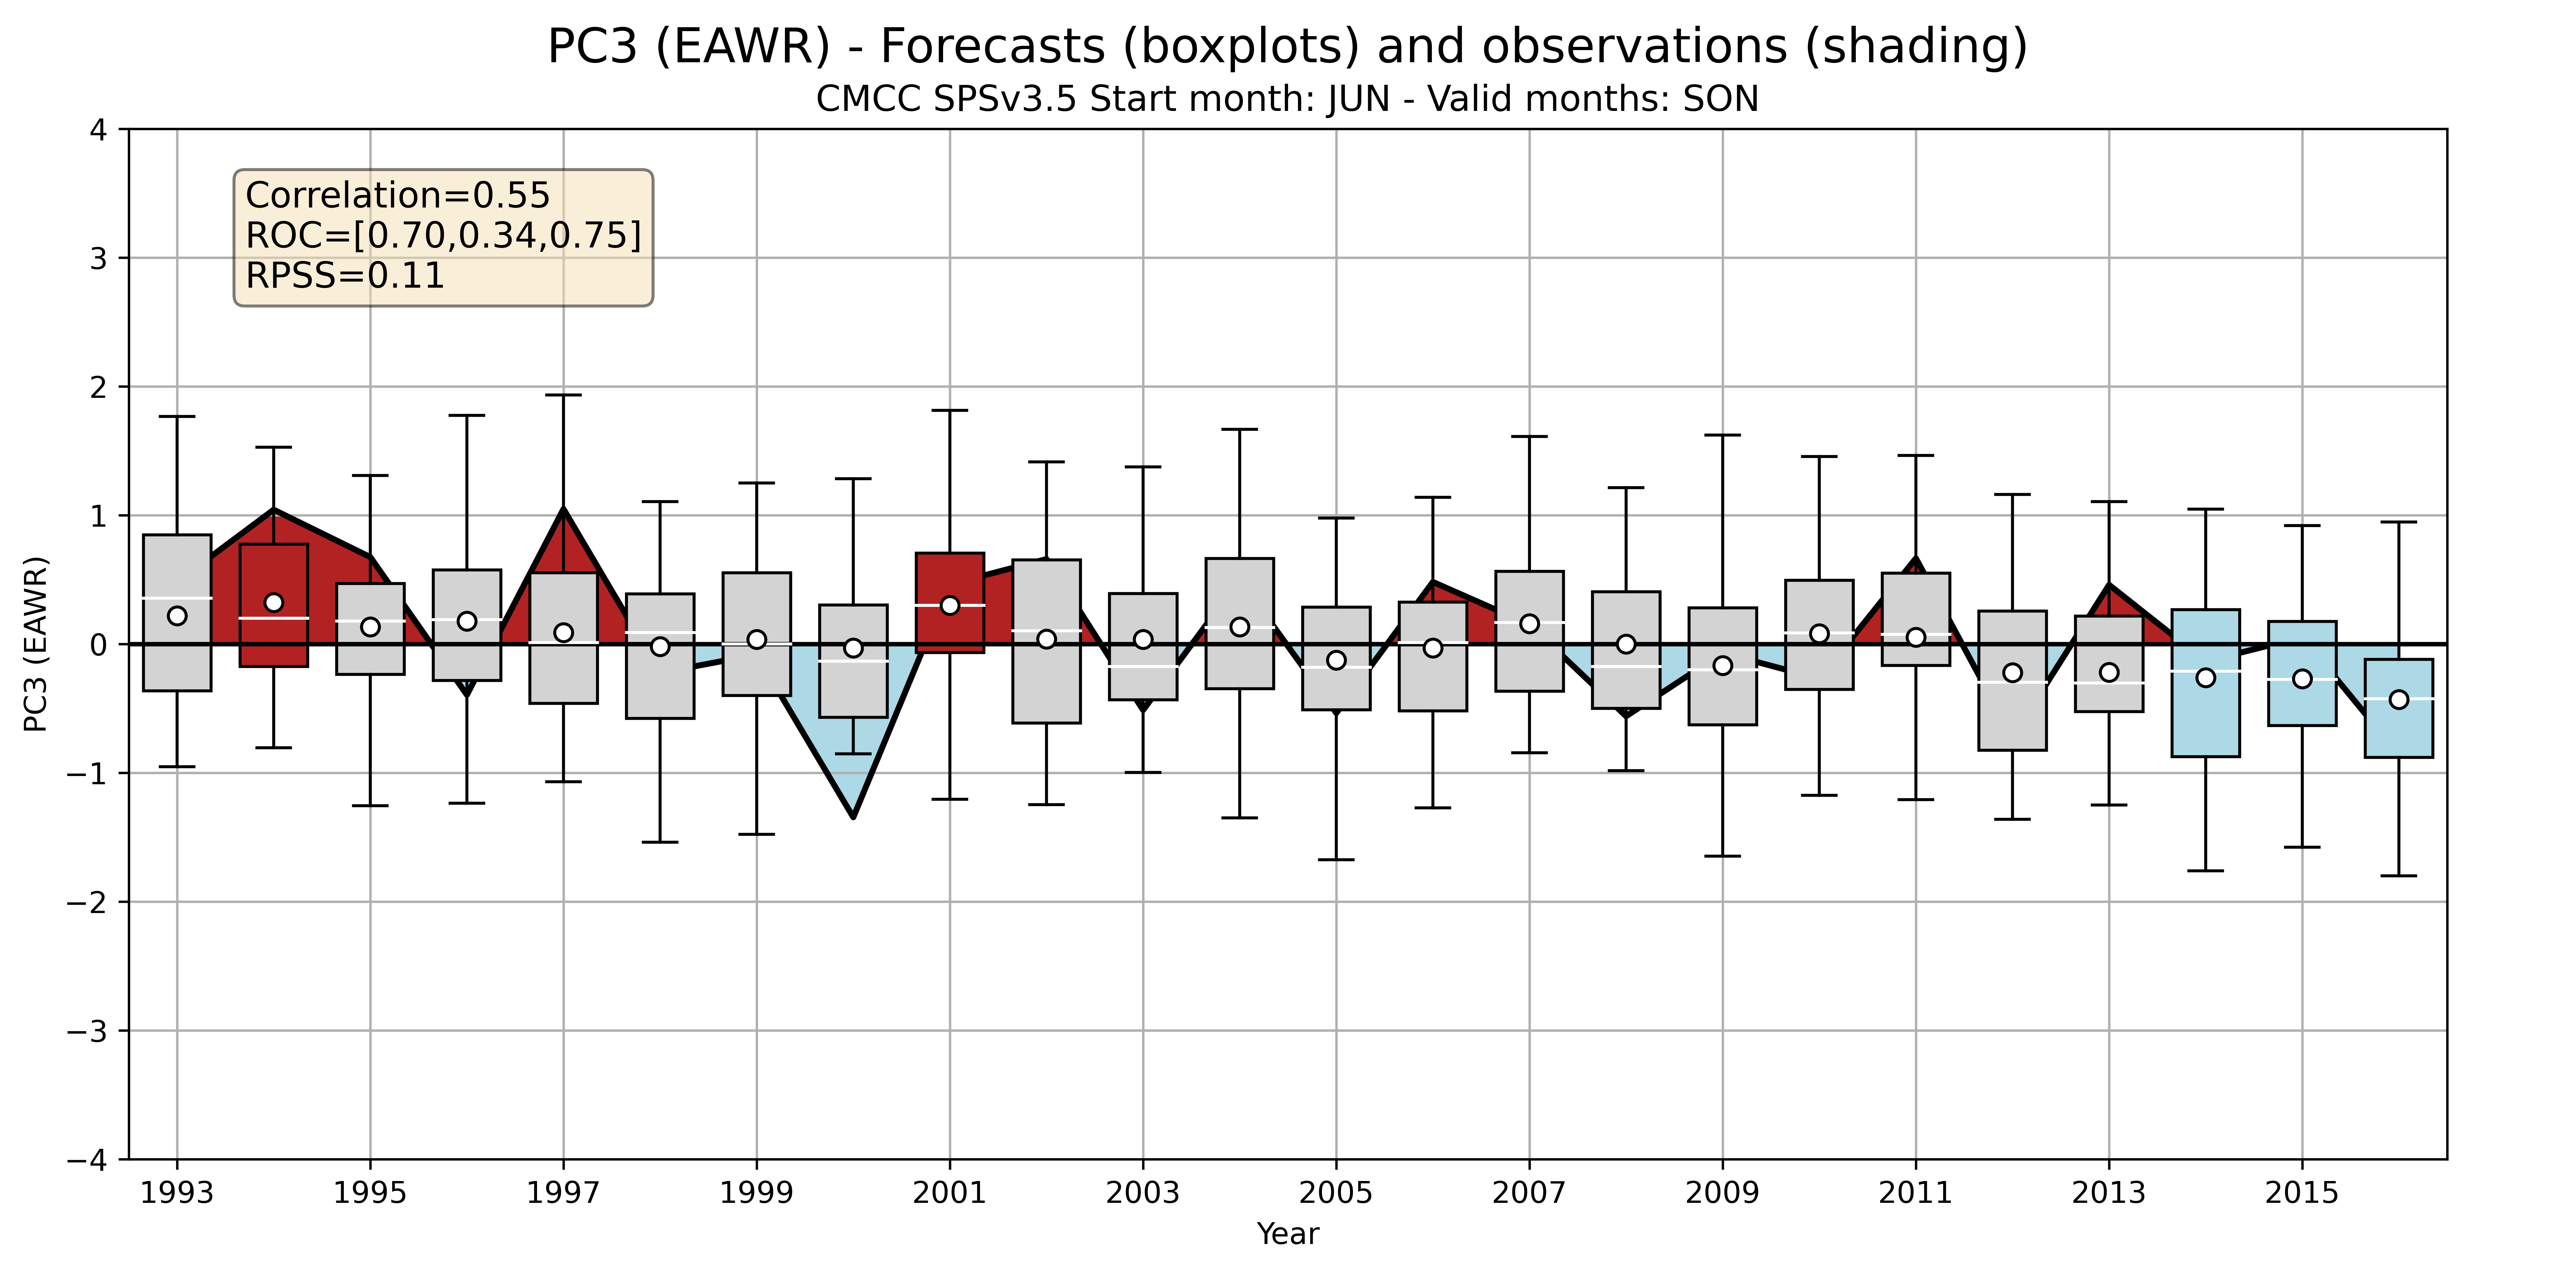 PC3 (EAWR) - Forecasts (boxplots) and observations (shading)
CMCC SPSv3.5 Start month: JUN - Valid months: SON
Correlation=0.55
ROC=[0.70,0.34,0.75]
RPSS=0.11
PC3 (EAWR)
4
3
2
1
0
−1
−2
−3
−4
1993 1995 1997 1999 2001 2003 2005 2007 2009 2011 2013 2015
Year